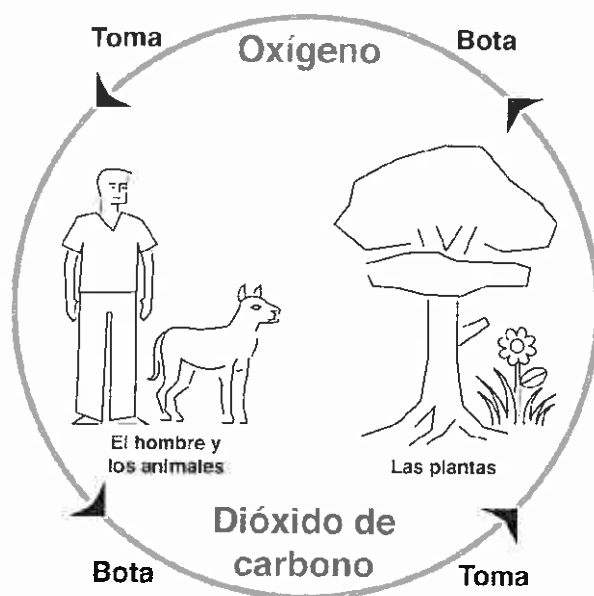 Toma
Oxígeno
Bota
El hombre y
los animales
Las plantas
Dióxido de
carbono
Bota
Toma